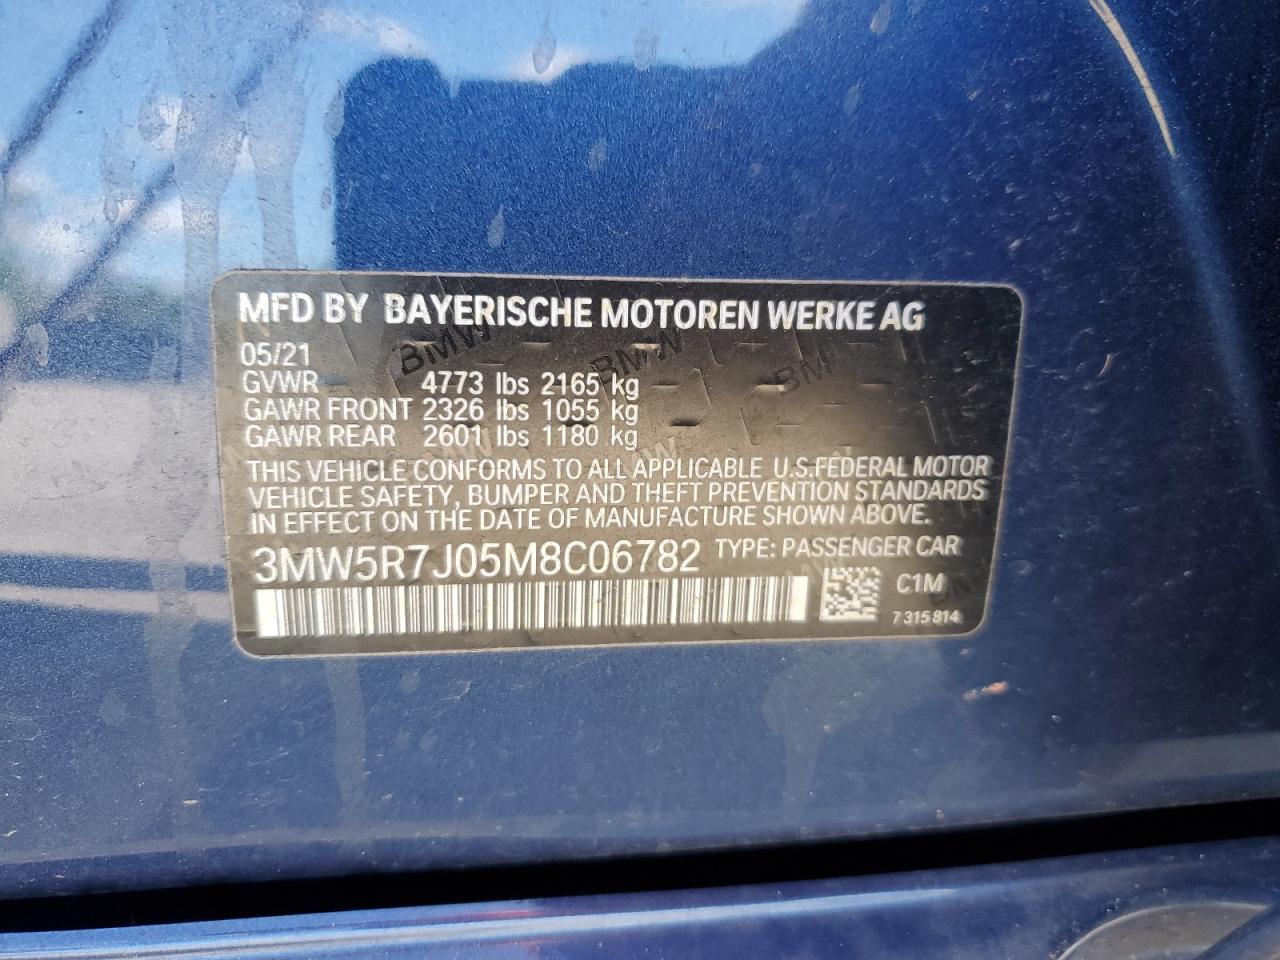 MFD BY BAYERISCHE MOTOREN WERKE AG
05/21
GVWR 4773 lbs 2165 kg
GAWR FRONT 2326 lbs 1055 kg
GAWR REAR 2601 lbs 1180 kg
THIS VEHICLE CONFORMS TO ALL APPLICABLE U.S.FEDERAL MOTOR
VEHICLE SAFETY, BUMPER AND THEFT PREVENTION STANDARDS
IN EFFECT ON THE DATE OF MANUFACTURE SHOWN ABOVE.
3MW5R7J05M8C06782 TYPE: PASSENGER CAR
C1M
7 315 814
BMW
BMW
BM